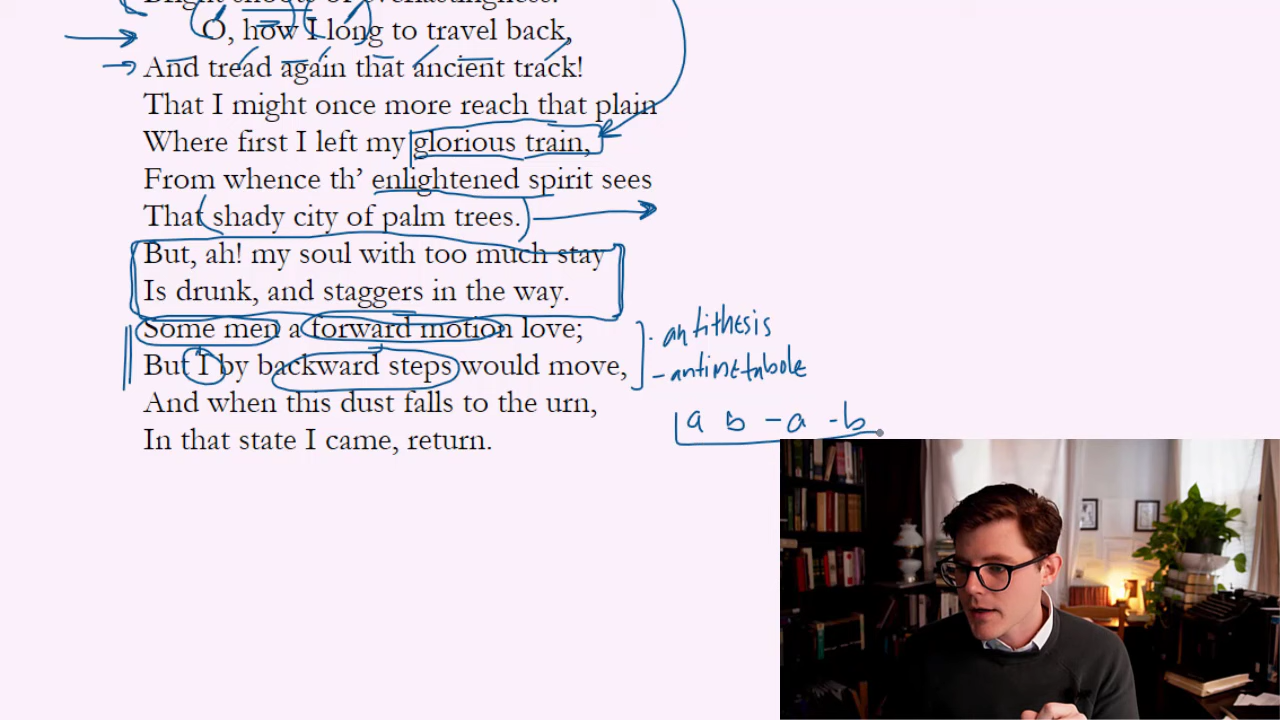 Bright shoots of everlastingness.
O, how I long to travel back,
And tread again that ancient track!
That I might once more reach that plain
Where first I left my glorious train,
From whence th’ enlightened spirit sees
That shady city of palm trees.
But, ah! my soul with too much stay
Is drunk, and staggers in the way.
Some men a forward motion love;
- antithesis
But I by backward steps would move,
- antimetabole
And when this dust falls to the urn,
a b -a -b
In that state I came, return.